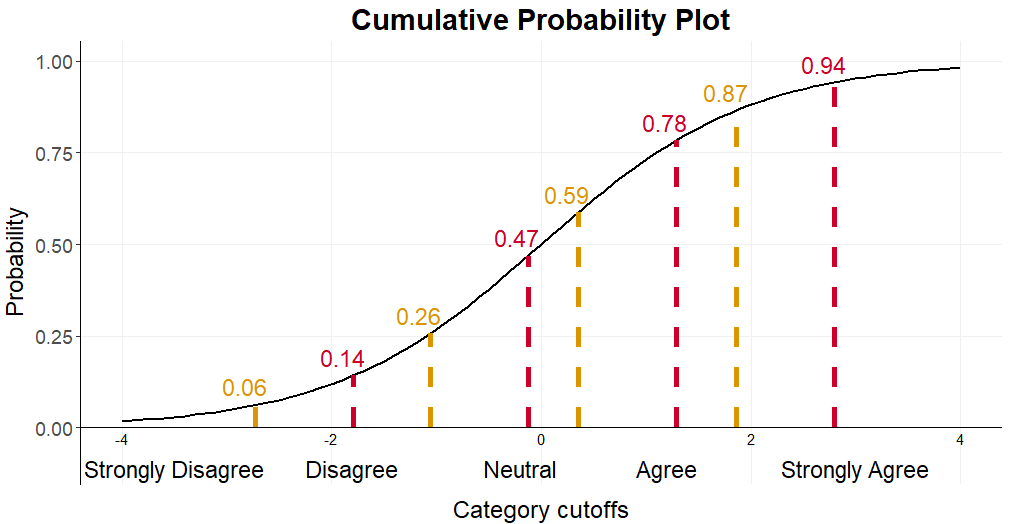 Cumulative Probability Plot
1.00
0.94
0.87
0.78
0.75
0.59
0.50
0.47
0.26
0.25
0.14
0.06
0.00
-4 -2 0 2 4
Strongly Disagree Disagree Neutral Agree Strongly Agree
Category cutoffs
Probability